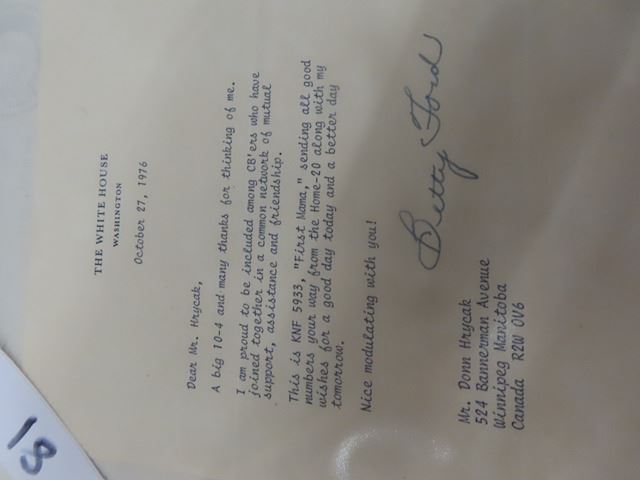 THE WHITE HOUSE
WASHINGTON
October 27, 1976
Dear Mr. Hrycak,
A big 10-4 and many thanks for thinking of me.
I am proud to be included among CB'ers who have
joined together in a common network of mutual
support, assistance and friendship.
This is KNF 5933, "First Mama," sending all good
numbers your way from the Home-20 along with my
wishes for a good day today and a better day
tomorrow.
Nice modulating with you!
Betty Ford
Mr. Donn Hrycak
524 Bannerman Avenue
Winnipeg Manitoba
Canada R2W 0V6